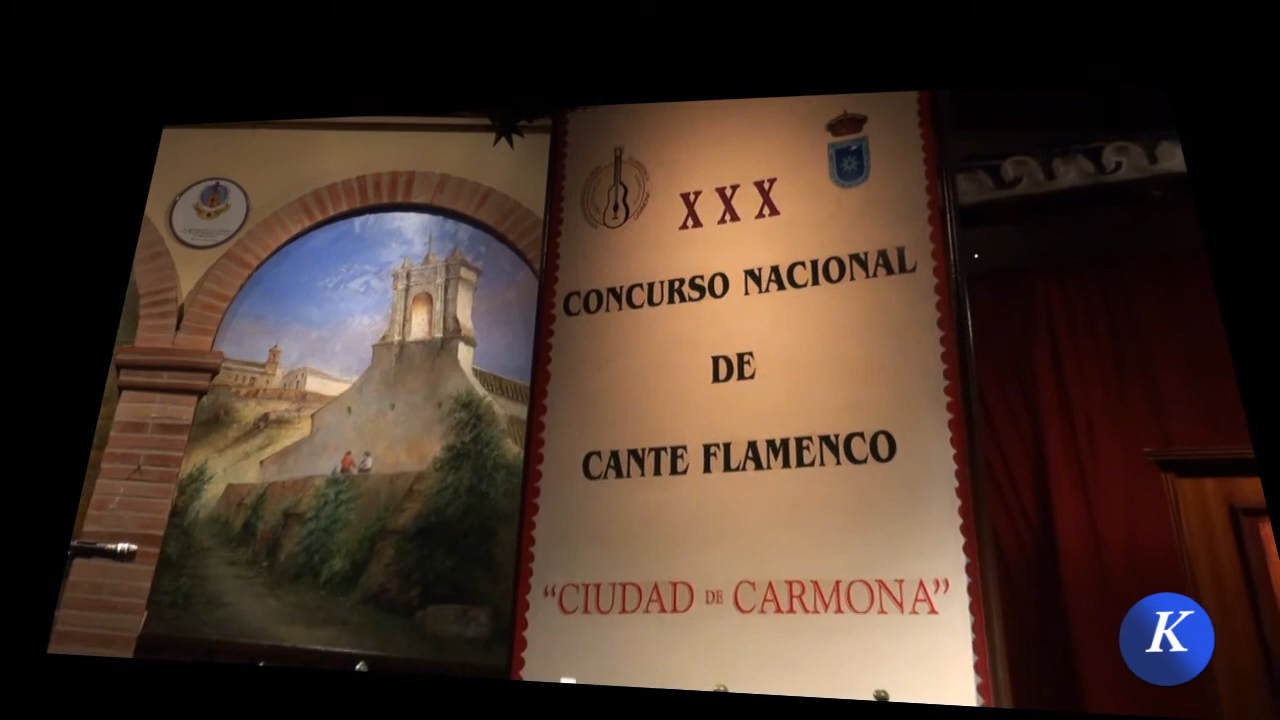 XXX
CONCURSO NACIONAL
DE
CANTE FLAMENCO
“CIUDAD DE CARMONA”
K